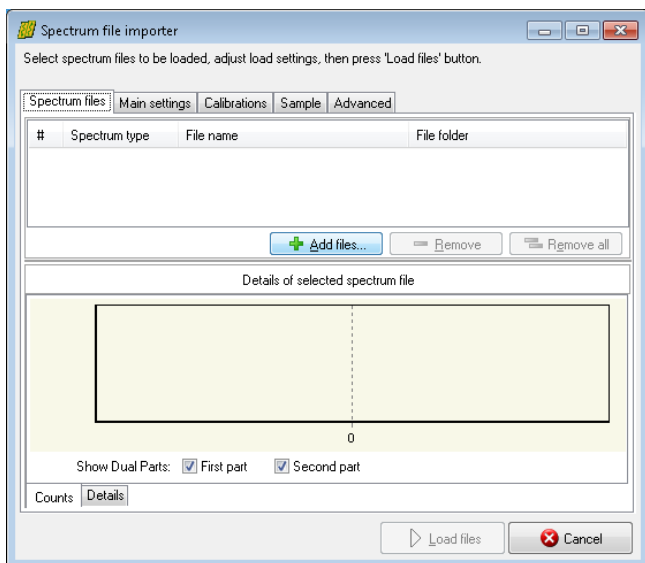 Spectrum file importer
Select spectrum files to be loaded, adjust load settings, then press 'Load files' button.
Spectrum files Main settings Calibrations Sample Advanced
# Spectrum type File name File folder
Add files... Remove Remove all
Details of selected spectrum file
0
Show Dual Parts: First part Second part
Counts Details
Load files Cancel